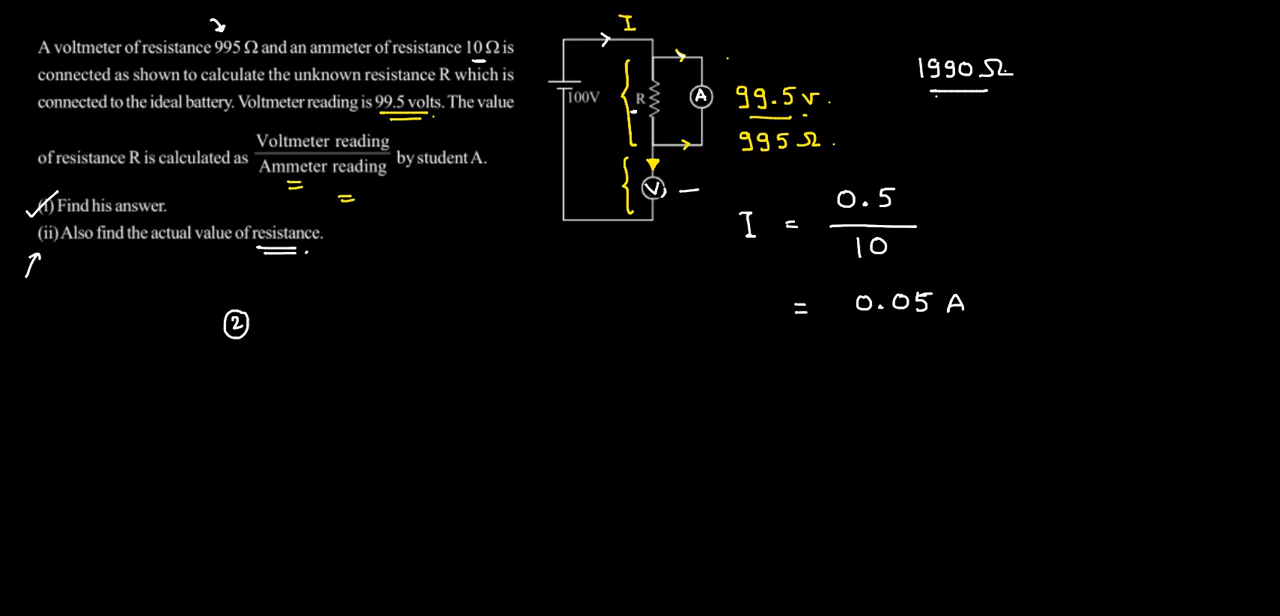 A voltmeter of resistance 995 Ω and an ammeter of resistance 10 Ω is
connected as shown to calculate the unknown resistance R which is
connected to the ideal battery. Voltmeter reading is 99.5 volts. The value
of resistance R is calculated as Voltmeter reading / Ammeter reading by student A.
(i) Find his answer.
(ii) Also find the actual value of resistance.
2
I
100V
R
A
V
99.5 v.
995 Ω.
1990 Ω
I = 0.5 / 10
= 0.05 A